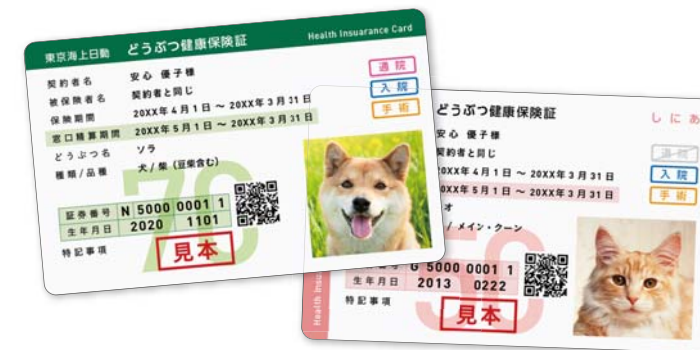 東京海上日動 どうぶつ健康保険証 Health Insuarance Card
契約者名 安心 優子様
被保険者名 契約者と同じ
保険期間 20XX年4月1日 ～ 20XX年3月31日
窓口精算期間 20XX年5月1日 ～ 20XX年3月31日
どうぶつ名 ソラ
種類/品種 犬/柴（豆柴含む）
通院
入院
手術
70
証券番号 N 5000 0001 1
生年月日 2020 1101
特記事項
見本
どうぶつ健康保険証
安心 優子様
契約者と同じ
20XX年4月1日 ～ 20XX年3月31日
20XX年5月1日 ～ 20XX年3月31日
オ
/ メイン・クーン
しにあ
通院
入院
手術
50
号 G 5000 0001 1
生年月日 2013 0222
特記事項
見本
Health Insu